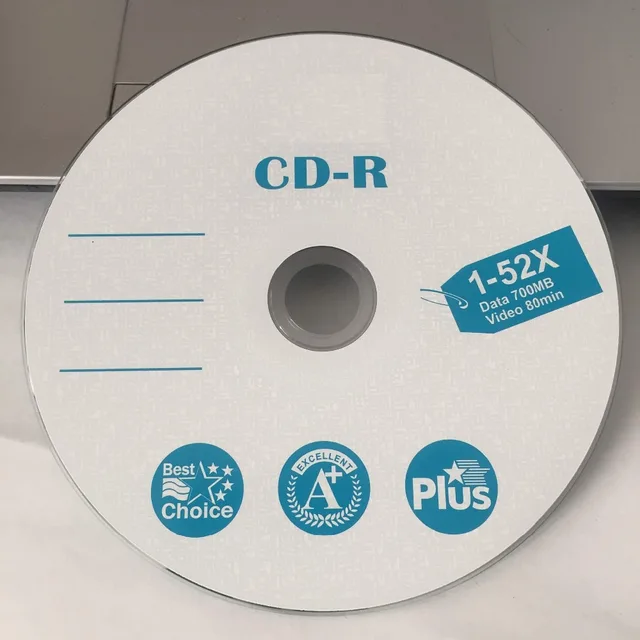 CD-R
1-52X
Data 700MB
Video 80min
Best
Choice
EXCELLENT
A+
Plus